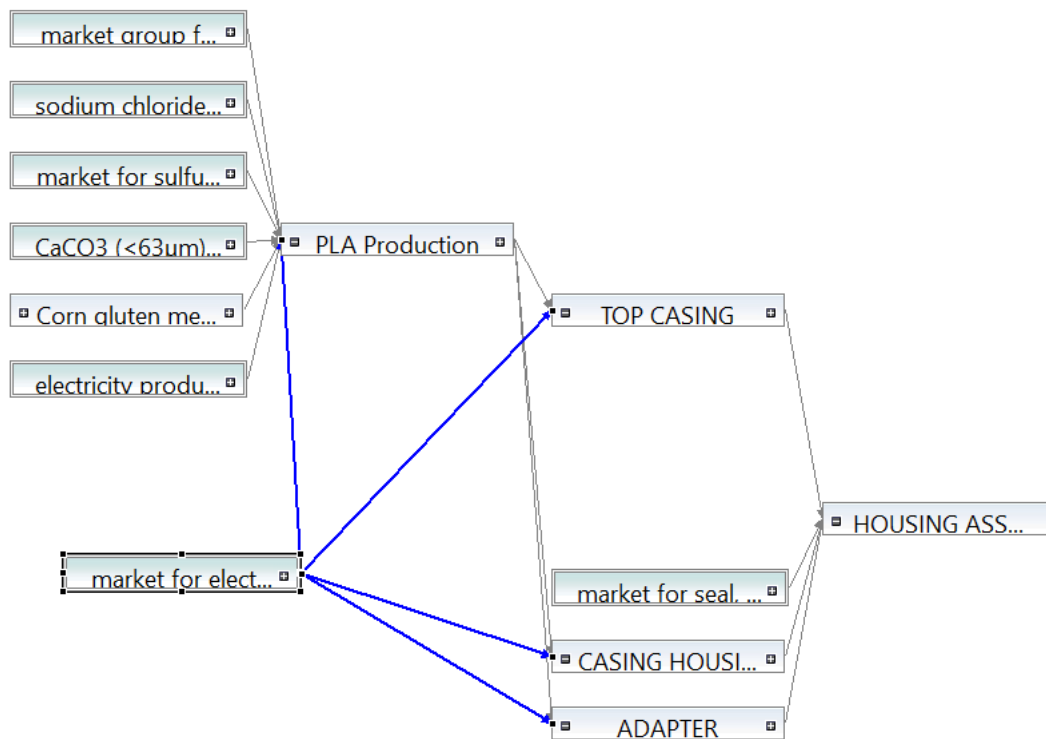 market group f...
sodium chloride...
market for sulfu...
CaCO3 (<63um)...
PLA Production
Corn gluten me...
TOP CASING
electricity produ...
HOUSING ASS...
market for elect...
market for seal, ...
CASING HOUSI...
ADAPTER